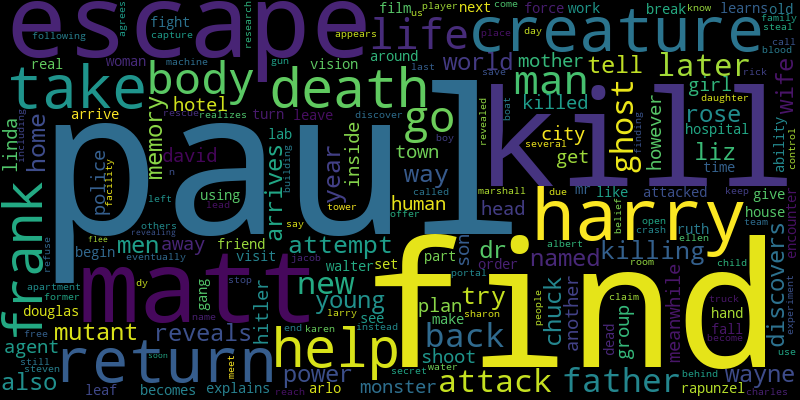 escape
life
creature
film
us
player
next
come
agrees
fight
capture
appears
force
work
break
know
learns
old
family
steal
following
research
real
woman
machine
gun
vision
around
place
day
call
blood
take
body
death
man
world
mother
tell
later
wife
hotel
last
save
killed
girl
daughter
rick
arrive
rescue
realizes
turn
leave
discover
go
boat
revealed
ghost
however
rose
hospital
ability
control
linda
including
home
memory
police
facility
david
lab
building
inside
year
boy
town
several
city
get
finding
liz
time
paul
kill
using
arrives
way
human
called
marshall
due
mr
like
attacked
keep
give
encounter
frank
left
n
lead
tower
offer
head
harry
belief
open
crash
ruth
team
house
others
revealing
men
away
friend
attempt
say
son
dr
named
killing
albert
ellen
child
refuse
begin
flee
eventually
visit
walter
set
part
order
portal
room
matt
find
jacob
apartment
former
dy
stop
gang
hitler
new
young
see
plan
try
chuck
another
people
group
claim
dead
meanwhile
truck
hand
fall
become
discovers
experiment
douglas
free
name
larry
make
sharon
mutant
reveals
end
karen
instead
help
back
shoot
agent
still
steven
return
soon
meet
power
secret
water
behind
wayne
use
also
leaf
becomes
explains
reach
arlo
monster
attack
father
rapunzel
charles